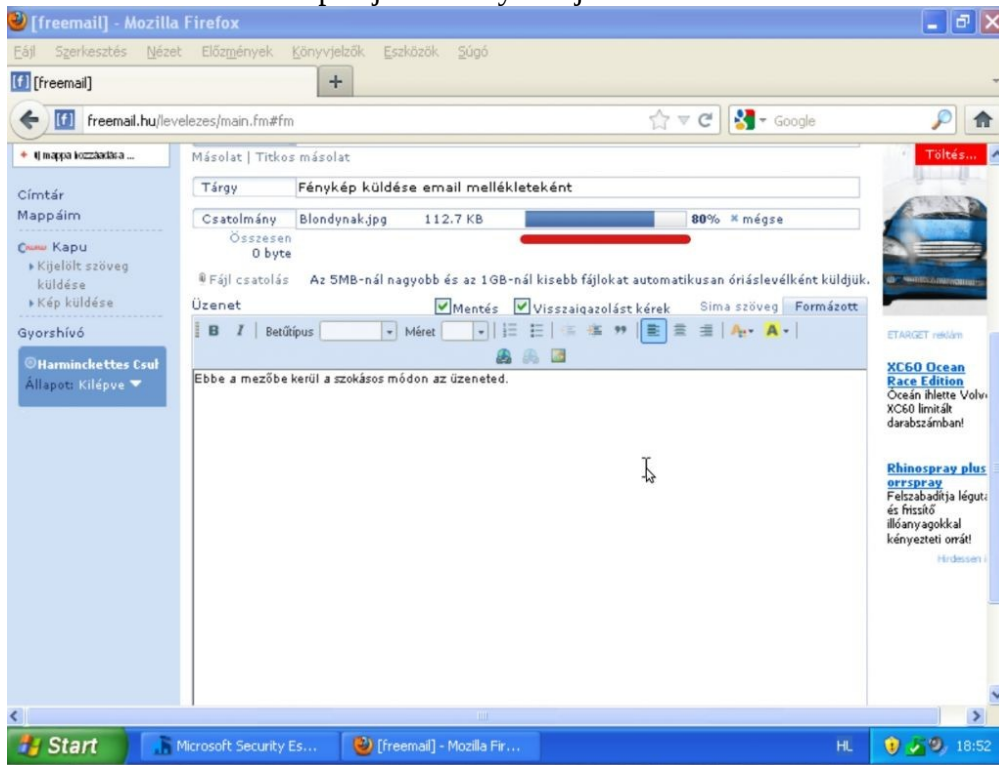 [freemail] - Mozilla Firefox
Fájl Szerkesztés Nézet Előzmények Könyvjelzők Eszközök Súgó
[f] [freemail] +
[f] freemail.hu/levelezes/main.fm#fm Google
Új mappa hozzáadása ...
Címtár
Mappáim
Kapu
Kijelölt szöveg
küldése
Kép küldése
Gyorshívó
Harminckettes Csul
Állapot: Kilépve
Másolat | Titkos másolat
Tárgy Fénykép küldése email mellékleteként
Csatolmány Blondynak.jpg 112.7 KB 80% mégse
Összesen
0 byte
Fájl csatolás Az 5MB-nál nagyobb és az 1GB-nál kisebb fájlokat automatikusan óriáslevélként küldjük.
Üzenet Mentés Visszaigazolást kérek Sima szöveg Formázott
B I Betűtípus Méret
Ebbe a mezőbe kerül a szokásos módon az üzeneted.
Töltés...
ETARGET reklám
XC60 Ocean
Race Edition
Óceán ihlette Volv
XC60 limitált
darabszámban!
Rhinospray plus
orrspray
Felszabadítja légut
és frissítő
illóanyagokkal
kényezteti orrát!
Hirdessen
Start Microsoft Security Es... [freemail] - Mozilla Fir... HL 18:52